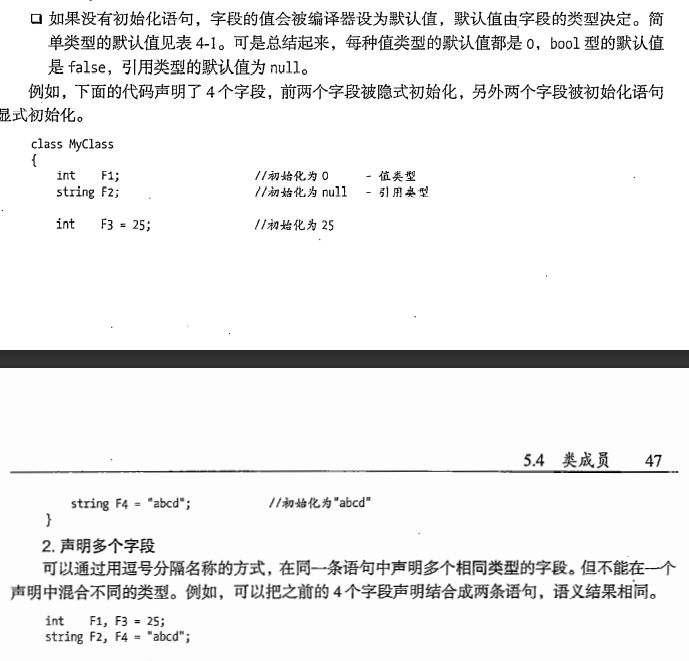 ❑ 如果没有初始化语句，字段的值会被编译器设为默认值，默认值由字段的类型决定。简
单类型的默认值见表 4-1。可是总结起来，每种值类型的默认值都是 0，bool 型的默认值
是 false，引用类型的默认值为 null。
例如，下面的代码声明了 4 个字段，前两个字段被隐式初始化，另外两个字段被初始化语句
显式初始化。
class MyClass
{
int F1; //初始化为 0 - 值类型
string F2; //初始化为 null - 引用类型
int F3 = 25; //初始化为 25
5.4 类成员 47
string F4 = "abcd"; //初始化为"abcd"
}
2. 声明多个字段
可以通过用逗号分隔名称的方式，在同一条语句中声明多个相同类型的字段。但不能在一个
声明中混合不同的类型。例如，可以把之前的 4 个字段声明结合成两条语句，语义结果相同。
int F1, F3 = 25;
string F2, F4 = "abcd";